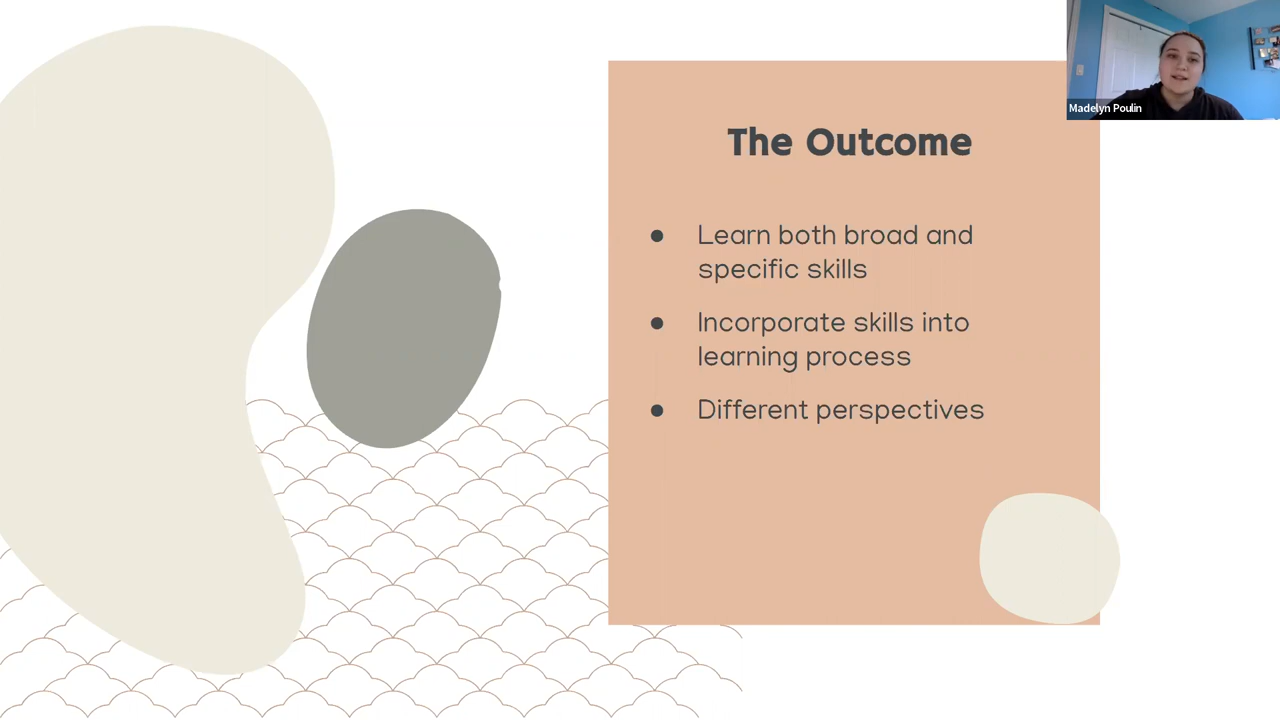 The Outcome
● Learn both broad and
specific skills
● Incorporate skills into
learning process
● Different perspectives
Madelyn Poulin